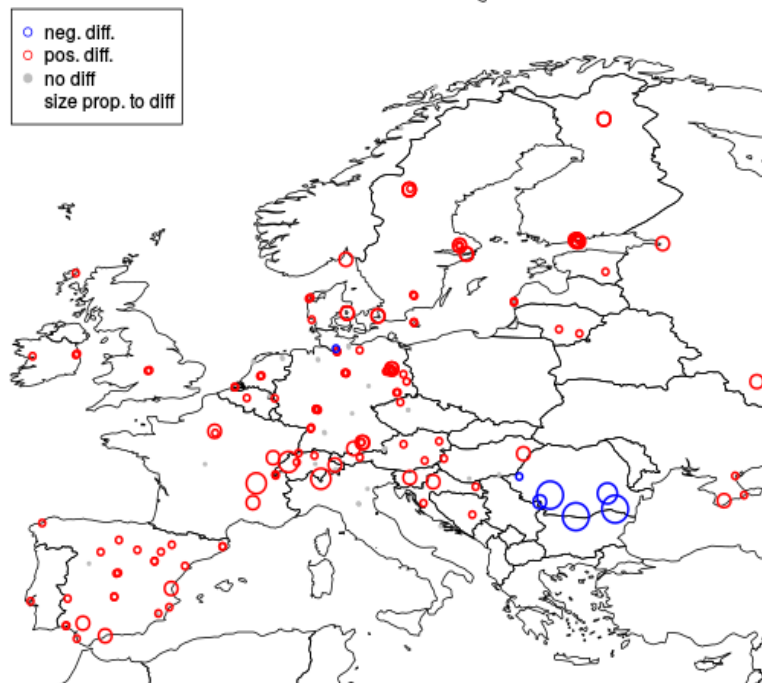 neg. diff.
pos. diff.
no diff
size prop. to diff